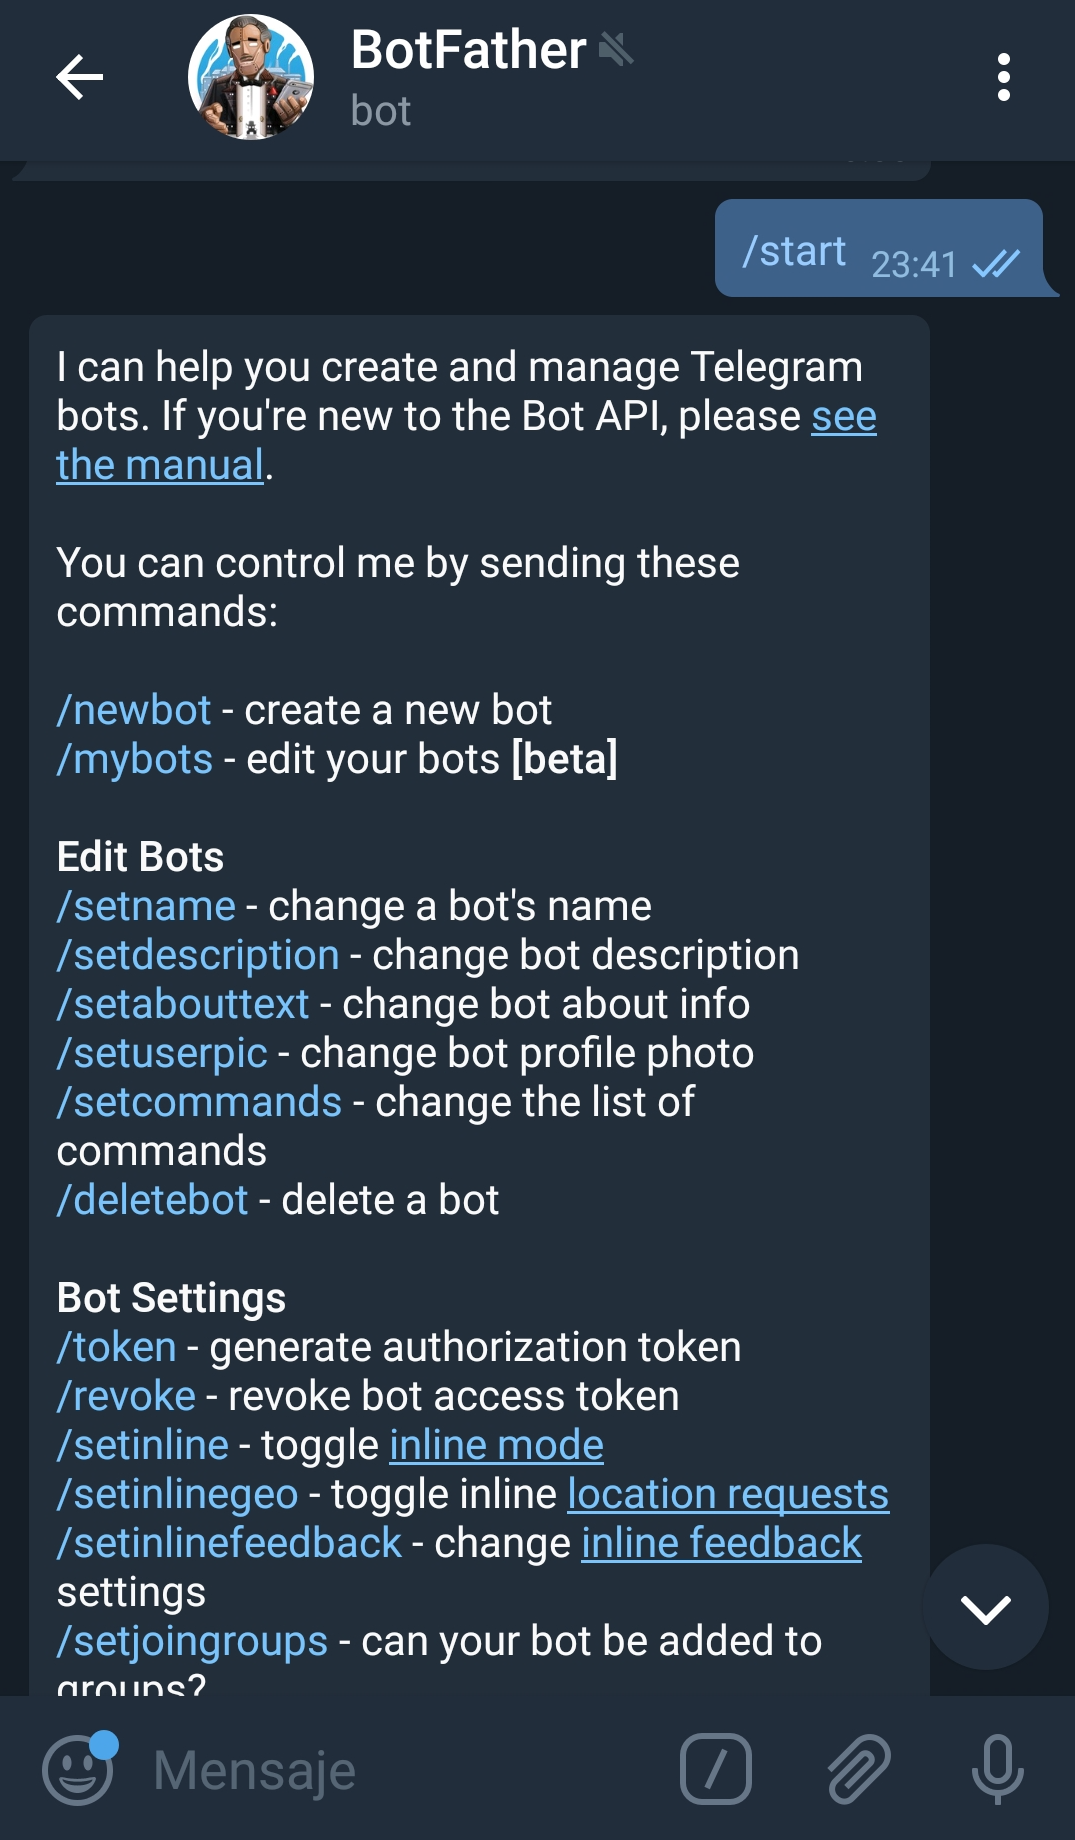 BotFather
bot
/start 23:41
I can help you create and manage Telegram
bots. If you're new to the Bot API, please see
the manual.
You can control me by sending these
commands:
/newbot - create a new bot
/mybots - edit your bots [beta]
Edit Bots
/setname - change a bot's name
/setdescription - change bot description
/setabouttext - change bot about info
/setuserpic - change bot profile photo
/setcommands - change the list of
commands
/deletebot - delete a bot
Bot Settings
/token - generate authorization token
/revoke - revoke bot access token
/setinline - toggle inline mode
/setinlinegeo - toggle inline location requests
/setinlinefeedback - change inline feedback
settings
/setjoingroups - can your bot be added to
groups?
Mensaje